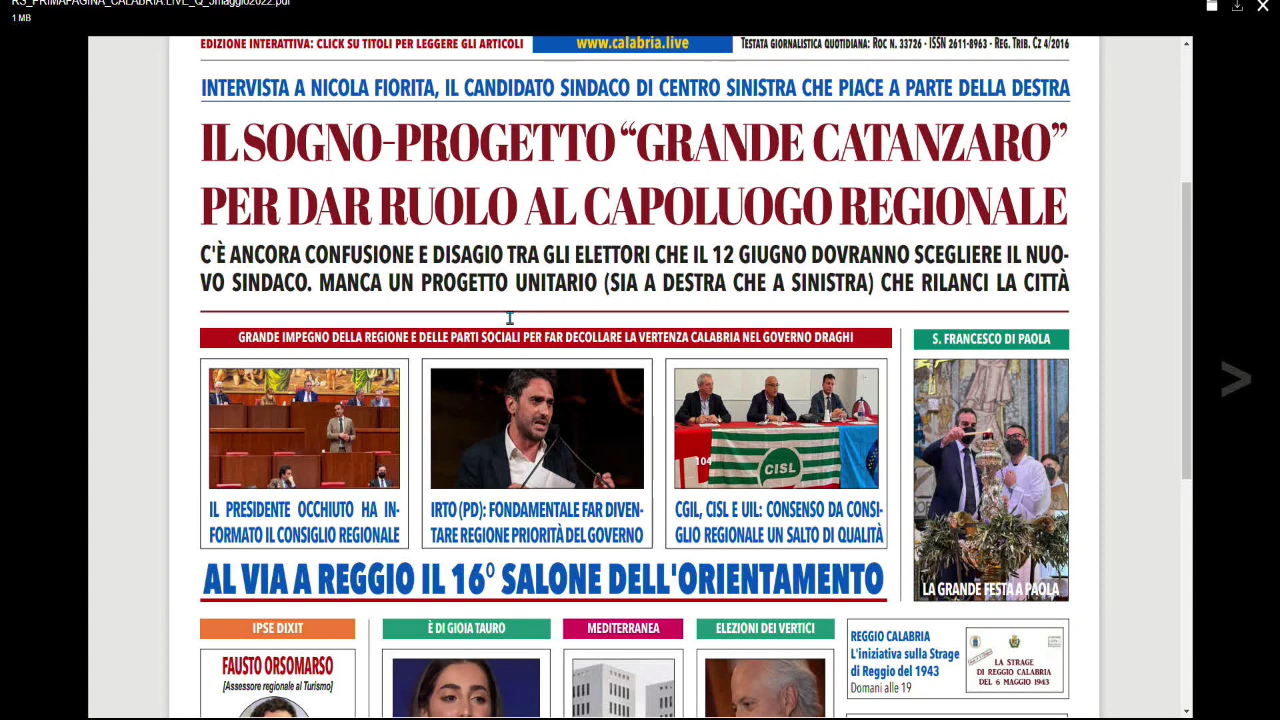 RS_PRIMAPAGINA_CALABRIA.LIVE_Q_5maggio2022.pdf
1 MB
EDIZIONE INTERATTIVA: CLICK SU TITOLI PER LEGGERE GLI ARTICOLI
www.calabria.live
TESTATA GIORNALISTICA QUOTIDIANA: ROC N. 33726 - ISSN 2611-8963 - REG. TRIB. CZ 4/2016
INTERVISTA A NICOLA FIORITA, IL CANDIDATO SINDACO DI CENTRO SINISTRA CHE PIACE A PARTE DELLA DESTRA
IL SOGNO-PROGETTO “GRANDE CATANZARO”
PER DAR RUOLO AL CAPOLUOGO REGIONALE
C'È ANCORA CONFUSIONE E DISAGIO TRA GLI ELETTORI CHE IL 12 GIUGNO DOVRANNO SCEGLIERE IL NUO-
VO SINDACO. MANCA UN PROGETTO UNITARIO (SIA A DESTRA CHE A SINISTRA) CHE RILANCI LA CITTÀ
GRANDE IMPEGNO DELLA REGIONE E DELLE PARTI SOCIALI PER FAR DECOLLARE LA VERTENZA CALABRIA NEL GOVERNO DRAGHI
IL PRESIDENTE OCCHIUTO HA IN-
FORMATO IL CONSIGLIO REGIONALE
IRTO (PD): FONDAMENTALE FAR DIVEN-
TARE REGIONE PRIORITÀ DEL GOVERNO
104
CISL
CGIL, CISL E UIL: CONSENSO DA CONSI-
GLIO REGIONALE UN SALTO DI QUALITÀ
S. FRANCESCO DI PAOLA
LA GRANDE FESTA A PAOLA
AL VIA A REGGIO IL 16º SALONE DELL'ORIENTAMENTO
IPSE DIXIT
FAUSTO ORSOMARSO
[Assessore regionale al Turismo]
È DI GIOIA TAURO
MEDITERRANEA
ELEZIONI DEI VERTICI
REGGIO CALABRIA
L'iniziativa sulla Strage
di Reggio del 1943
Domani alle 19
LA STRAGE
DI REGGIO CALABRIA
DEL 6 MAGGIO 1943